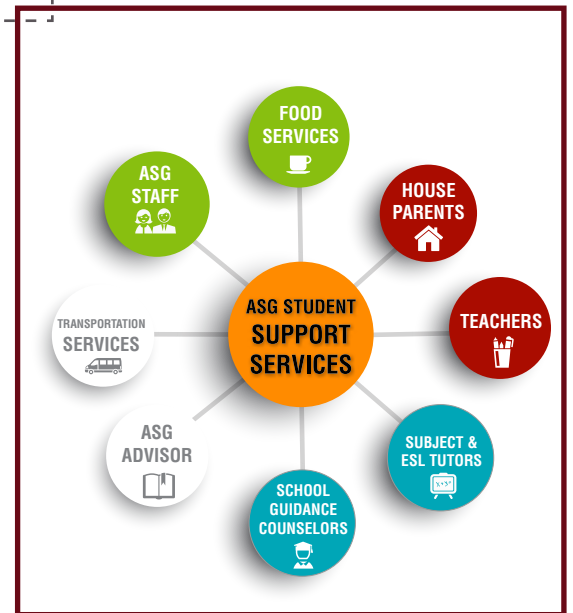 FOOD
SERVICES
ASG
STAFF
HOUSE
PARENTS
ASG STUDENT
SUPPORT
SERVICES
TRANSPORTATION
SERVICES
TEACHERS
ASG
ADVISOR
SUBJECT &
ESL TUTORS
SCHOOL
GUIDANCE
COUNSELORS